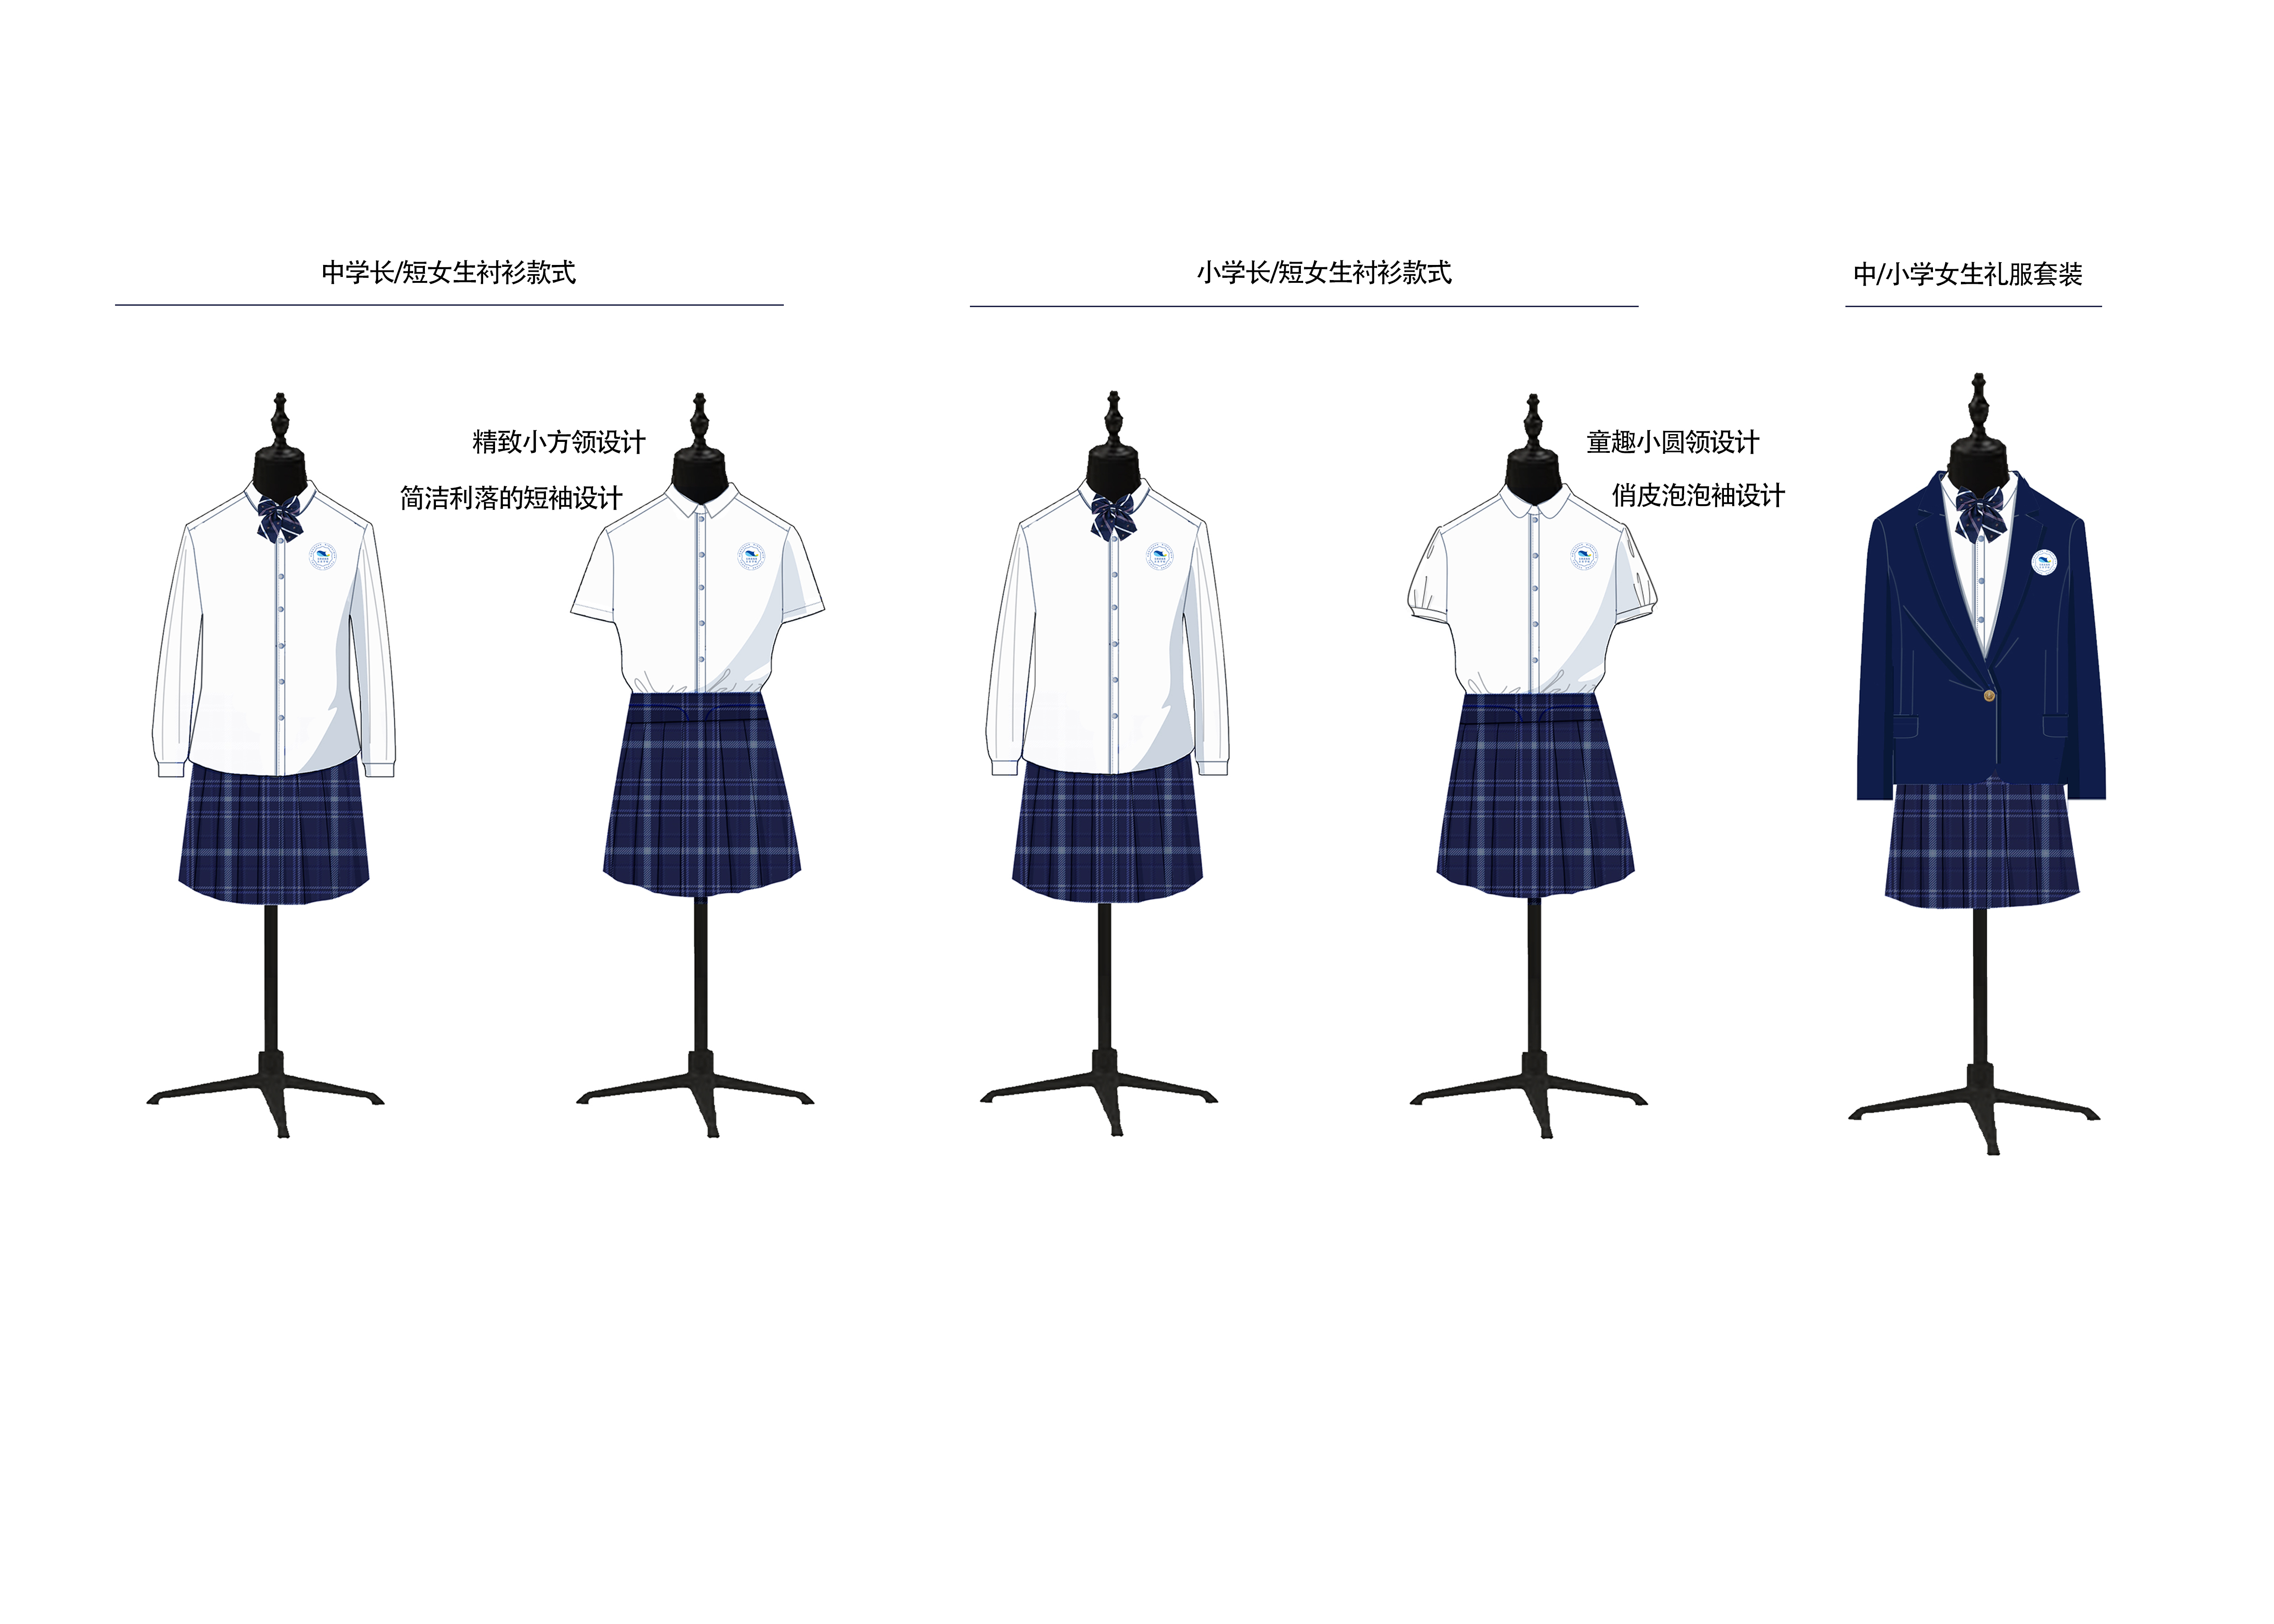 中学长/短女生衬衫款式
小学长/短女生衬衫款式
中/小学女生礼服套装
精致小方领设计
简洁利落的短袖设计
童趣小圆领设计
俏皮泡泡袖设计